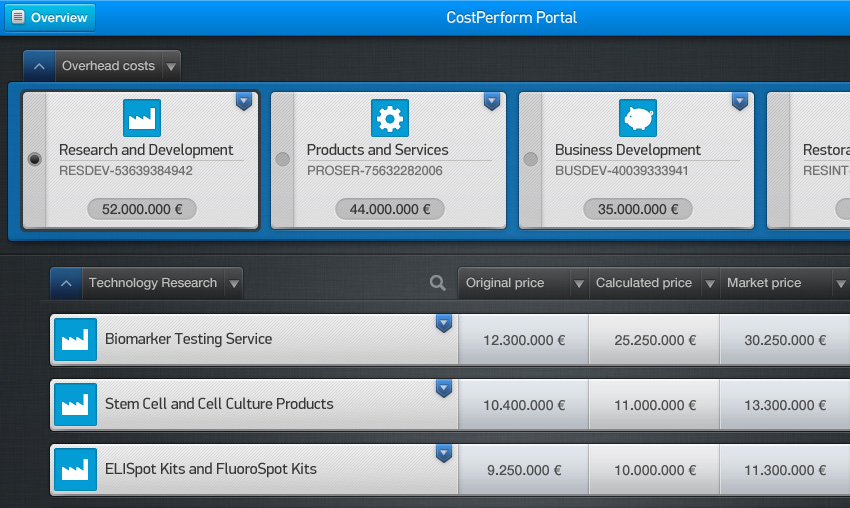 Overview
CostPerform Portal
Overhead costs
Research and Development
RESDEV-53639384942
52.000.000 €
Products and Services
PROSER-75632282006
44.000.000 €
Business Development
BUSDEV-40039333941
35.000.000 €
Restora
RESINT-
Technology Research
Original price
Calculated price
Market price
Biomarker Testing Service
12.300.000 €
25.250.000 €
30.250.000 €
Stem Cell and Cell Culture Products
10.400.000 €
11.000.000 €
13.300.000 €
ELISpot Kits and FluoroSpot Kits
9.250.000 €
10.000.000 €
11.300.000 €